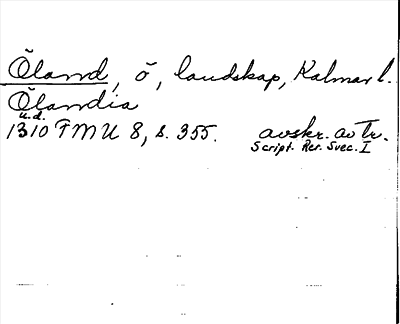 Öland, ö, landskap, Kalmar l.
Ölandia
u.d.
1310 FMU 8, s. 355. avskr. av tr.
Script. Rer. Svec. I